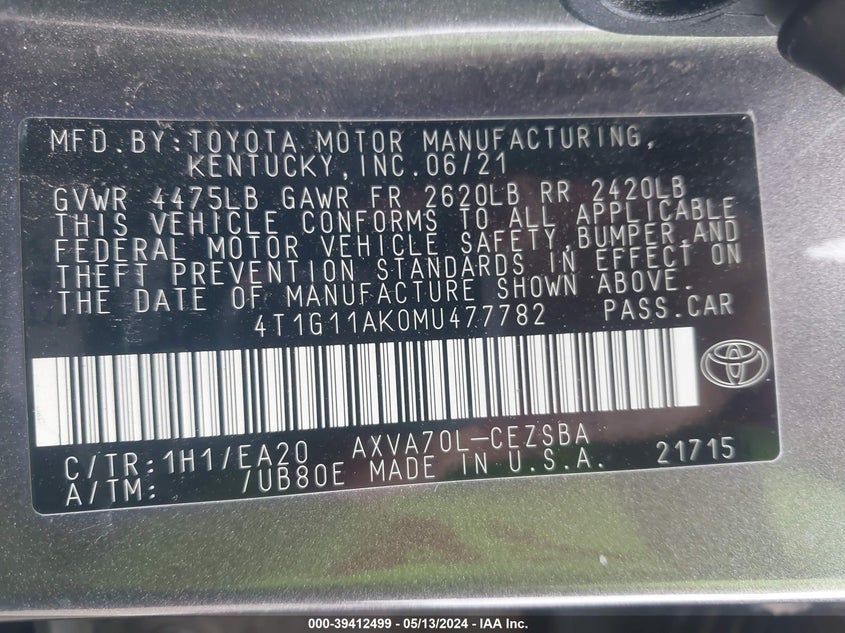 MFD.BY:TOYOTA MOTOR MANUFACTURING,
KENTUCKY,INC.06/21
GVWR 4475LB GAWR FR 2620LB RR 2420LB
THIS VEHICLE CONFORMS TO ALL APPLICABLE
FEDERAL MOTOR VEHICLE SAFETY,BUMPER,AND
THEFT PREVENTION STANDARDS IN EFFECT ON
THE DATE OF MANUFACTURE SHOWN ABOVE.
4T1G11AK0MU477782 PASS.CAR
C/TR:1H1/EA20 AXVA70L-CEZSBA
A/TM: /UB80E MADE IN U.S.A. 21715
000-39412499 - 05/13/2024 - IAA Inc.